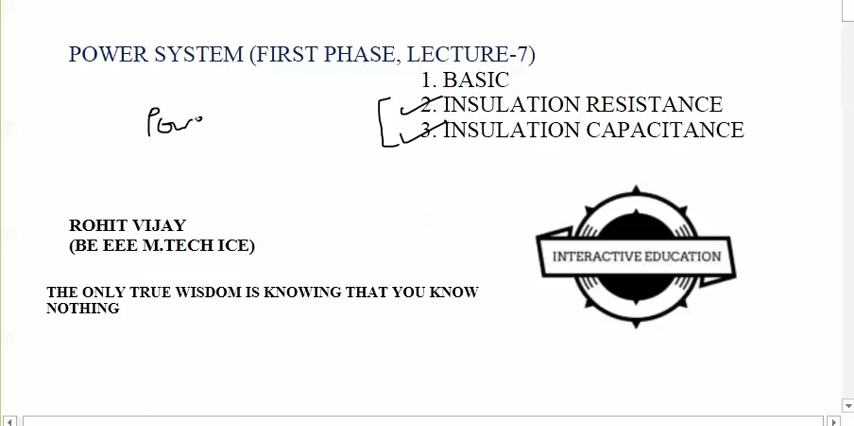 POWER SYSTEM (FIRST PHASE, LECTURE-7)
1. BASIC
2. INSULATION RESISTANCE
3. INSULATION CAPACITANCE
ROHIT VIJAY
(BE EEE M.TECH ICE)
INTERACTIVE EDUCATION
THE ONLY TRUE WISDOM IS KNOWING THAT YOU KNOW
NOTHING